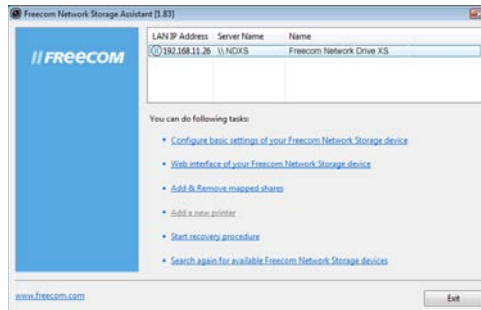 Freecom Network Storage Assistant [1.83]
LAN IP Address Server Name Name
192.168.11.26 \\NDXS Freecom Network Drive XS
//FREECOM
You can do following tasks:
Configure basic settings of your Freecom Network Storage device
Web interface of your Freecom Network Storage device
Add & Remove mapped shares
Add a new printer
Start recovery procedure
Search again for available Freecom Network Storage devices
www.freecom.com
Exit